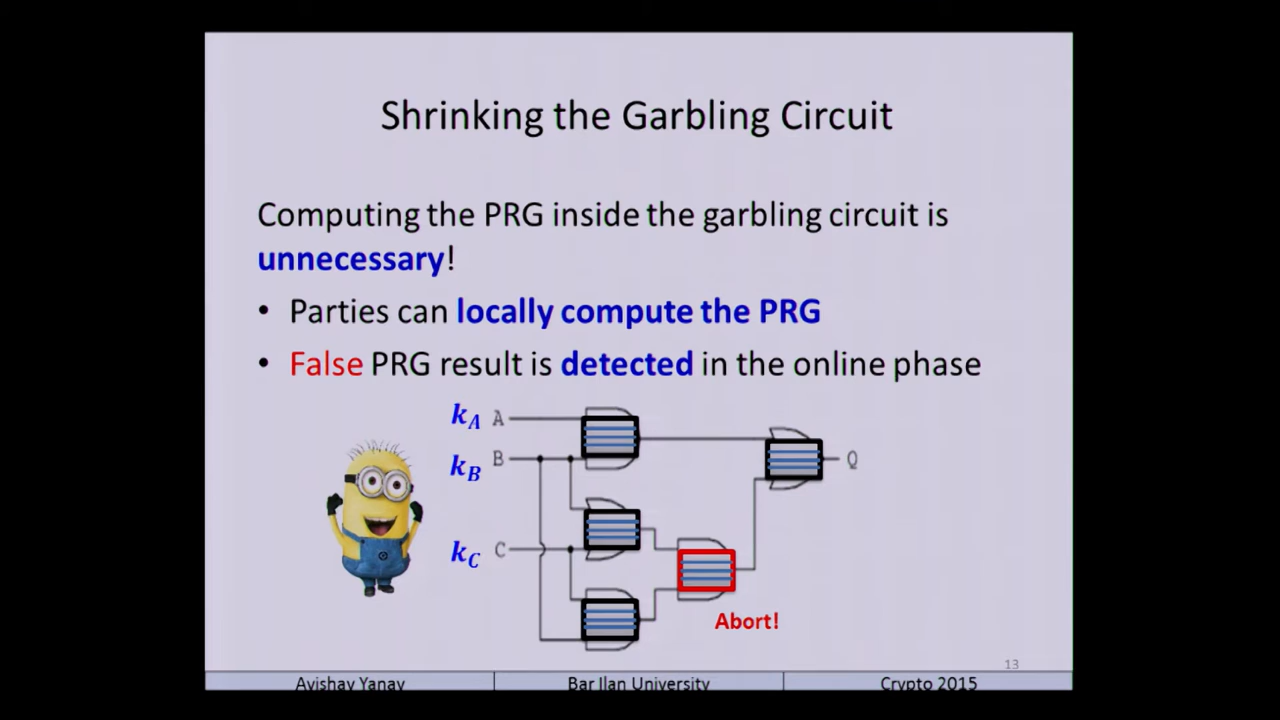 Shrinking the Garbling Circuit
Computing the PRG inside the garbling circuit is
unnecessary!
• Parties can locally compute the PRG
• False PRG result is detected in the online phase
k_A A
k_B B
k_C C
Q
Abort!
13
Avishay Yanay
Bar Ilan University
Crypto 2015